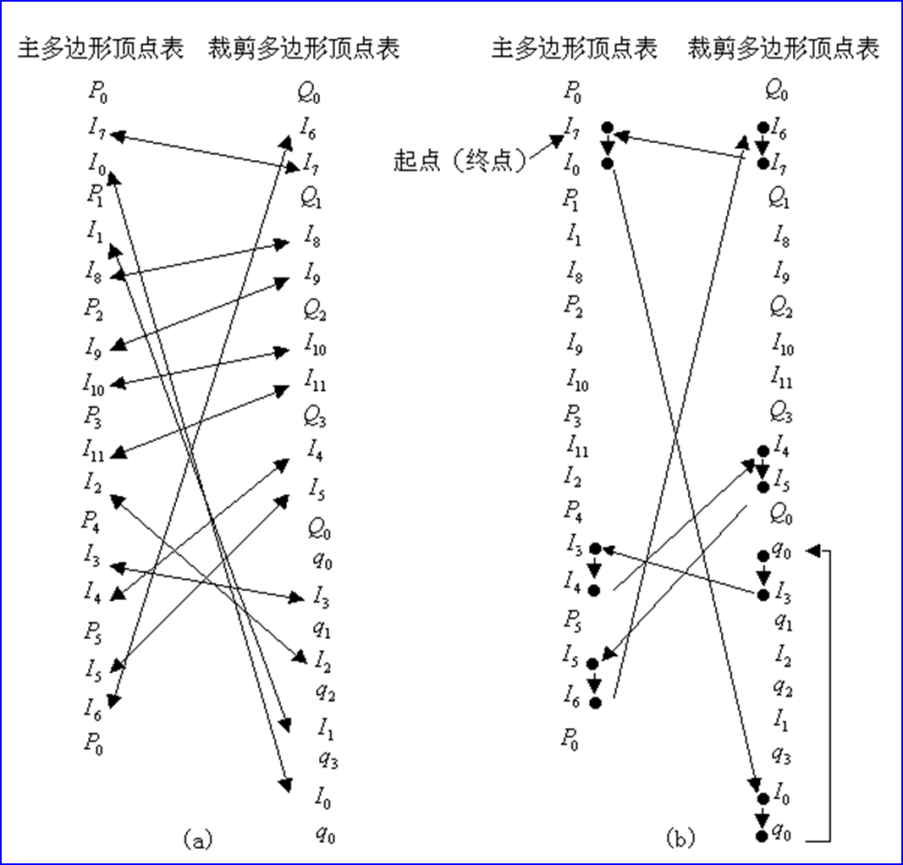 主多边形顶点表 裁剪多边形顶点表
P0 Q0
I7 I6
I0 I7
P1 Q1
I1 I8
I8 I9
P2 Q2
I9 I10
I10 I11
P3 Q3
I11 I4
I2 I5
P4 Q0
I3 q0
I4 I3
P5 q1
I5 I2
I6 q2
P0 I1
q3
I0
q0
(a)
主多边形顶点表 裁剪多边形顶点表
P0 Q0
I7 I6
起点（终点） I0 I7
P1 Q1
I1 I8
I8 I9
P2 Q2
I9 I10
I10 I11
P3 Q3
I11 I4
I2 I5
P4 Q0
I3 q0
I4 I3
P5 q1
I5 I2
I6 q2
P0 I1
q3
I0
q0
(b)